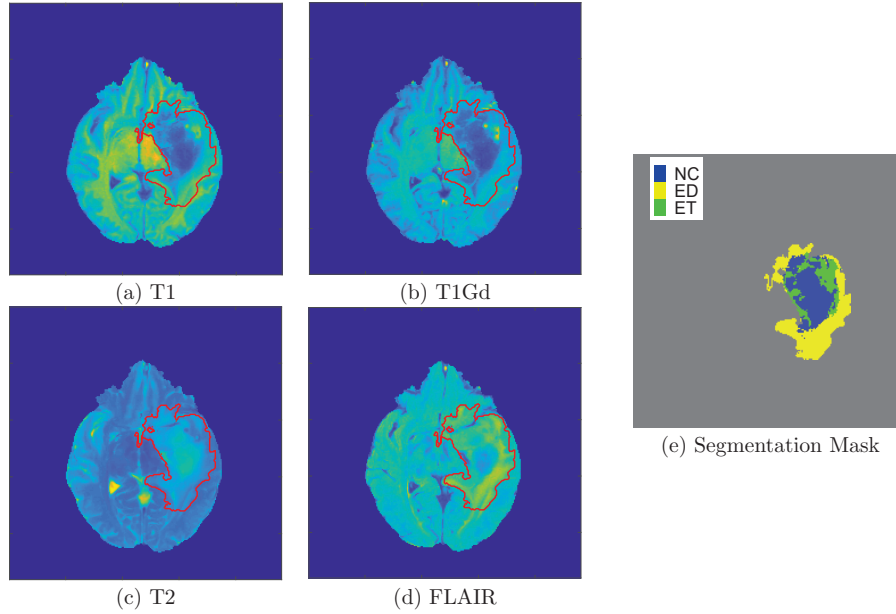 (a) T1
(b) T1Gd
NC
ED
ET
(c) T2
(d) FLAIR
(e) Segmentation Mask